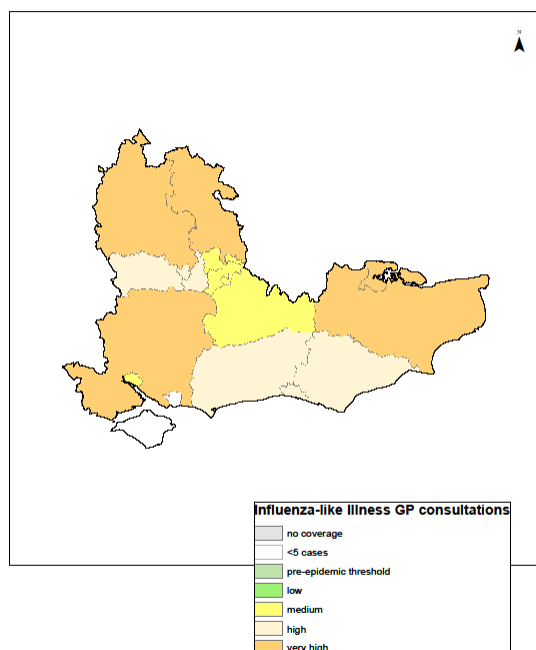 N
Influenza-like Illness GP consultations
no coverage
<5 cases
pre-epidemic threshold
low
medium
high
very high